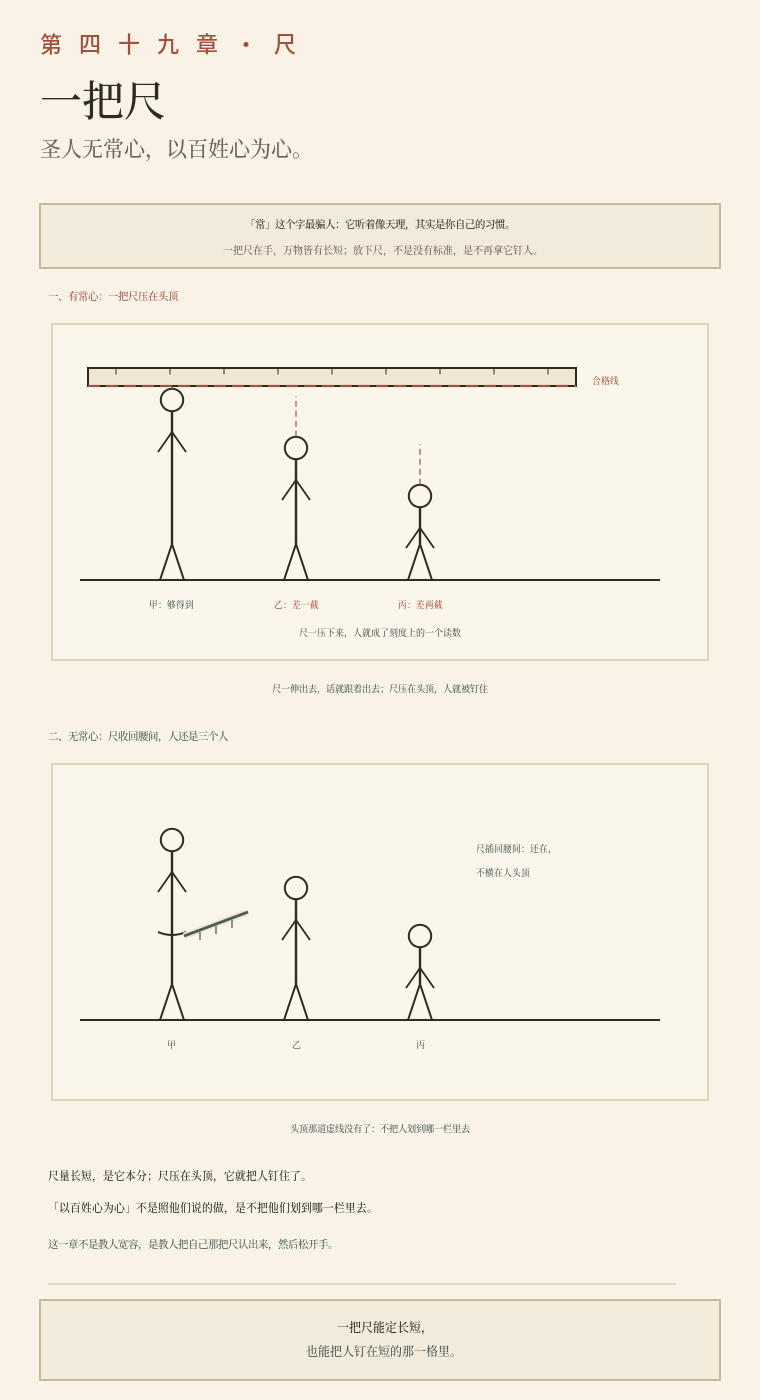 第四十九章·尺
一把尺
圣人无常心，以百姓心为心。
「常」这个字最骗人：它听着像天理，其实是你自己的习惯。
一把尺在手，万物皆有长短；放下尺，不是没有标准，是不再拿它钉人。
一、有常心：一把尺压在头顶
合格线
甲：够得到
乙：差一截
丙：差两截
尺一压下来，人就成了刻度上的一个读数
尺一伸出去，话就跟着出去；尺压在头顶，人就被钉住
二、无常心：尺收回腰间，人还是三个人
尺插回腰间：还在，
不横在人头顶
甲
乙
丙
头顶那道虚线没有了：不把人划到哪一栏里去
尺量长短，是它本分；尺压在头顶，它就把人钉住了。
「以百姓心为心」不是照他们说的做，是不把他们划到哪一栏里去。
这一章不是教人宽容，是教人把自己那把尺认出来，然后松开手。
一把尺能定长短，
也能把人钉在短的那一格里。